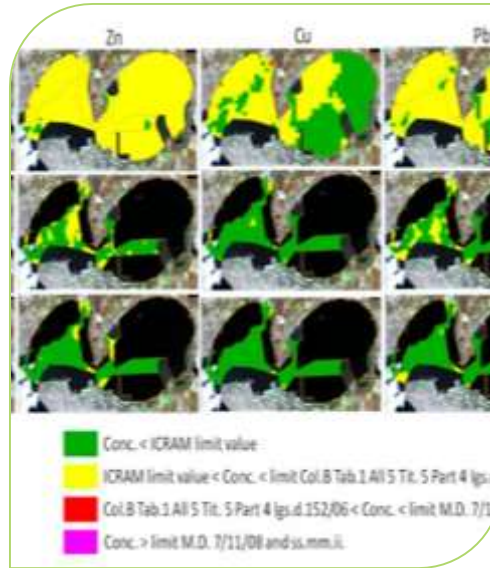 Zn Cu Pb
Conc. < ICRAM limit value
ICRAM limit value < Conc. < limit Col.B Tab.1 All 5 Tit. 5 Part 4 lgs.
Col.B Tab.1 All 5 Tit. 5 Part 4 lgs.d.152/06 < Conc. < limit M.D. 7/1
Conc. > limit M.D. 7/11/08 and ss.mm.ii.